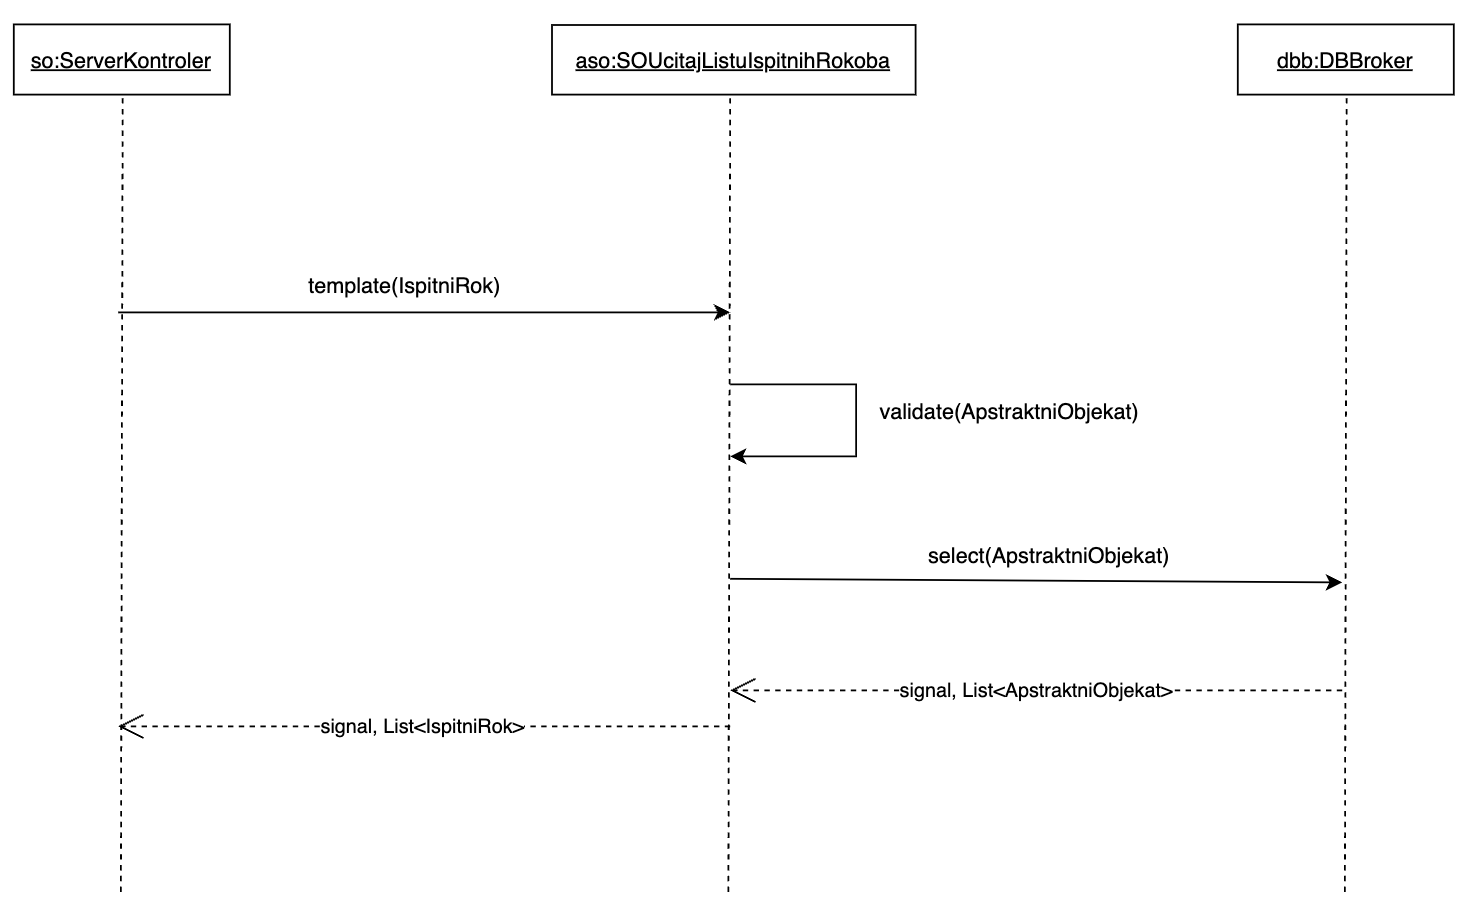 so:ServerKontroler
aso:SOUcitajListuIspitnihRokoba
dbb:DBBroker
template(IspitniRok)
validate(ApstraktniObjekat)
select(ApstraktniObjekat)
signal, List<ApstraktniObjekat>
signal, List<IspitniRok>